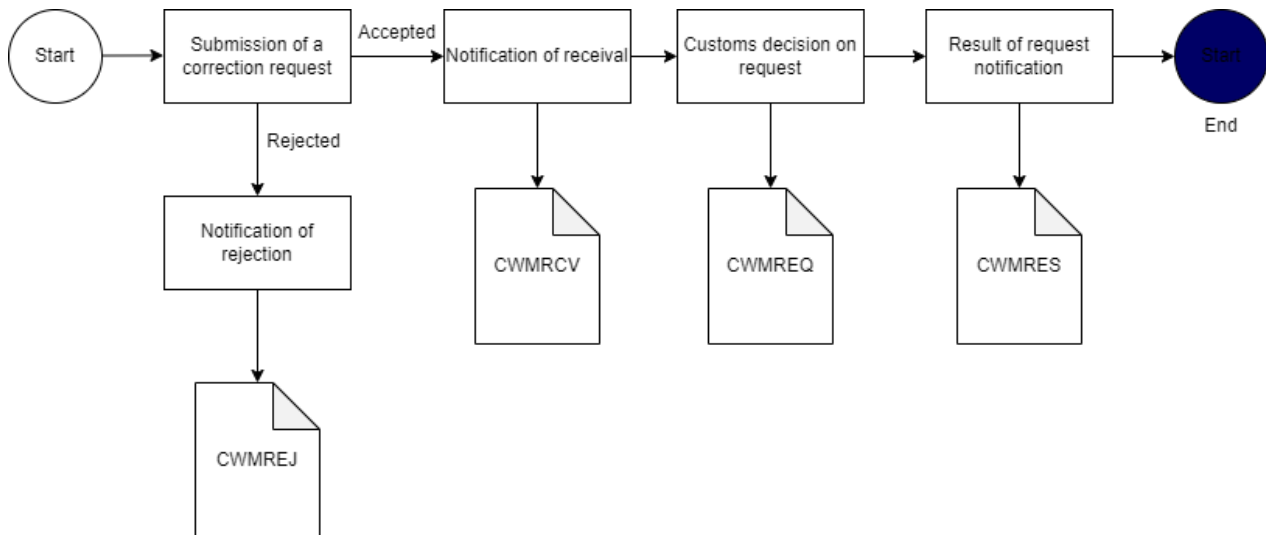 Start
Submission of a
correction request
Accepted
Notification of receival
Customs decision on
request
Result of request
notification
Start
End
Rejected
Notification of
rejection
CWMRCV
CWMREQ
CWMRES
CWMREJ